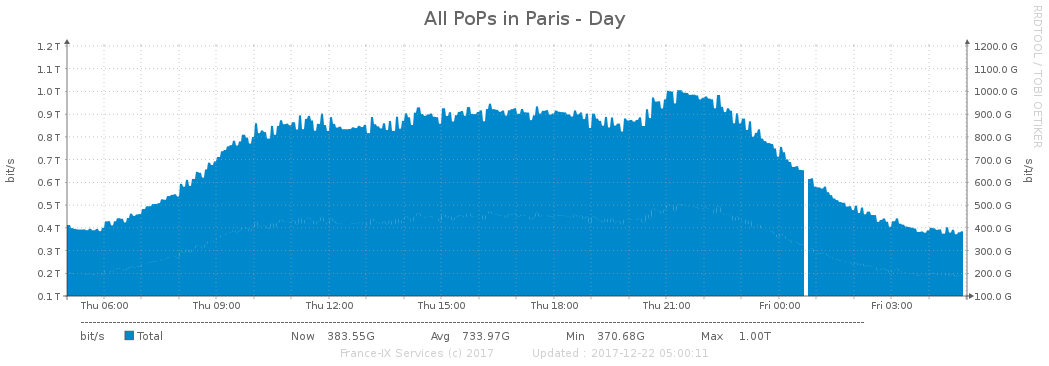 All PoPs in Paris - Day
RRDTOOL / TOBI OETIKER
bit/s
1.2 T
1.1 T
1.0 T
0.9 T
0.8 T
0.7 T
0.6 T
0.5 T
0.4 T
0.3 T
0.2 T
0.1 T
1200.0 G
1100.0 G
1000.0 G
900.0 G
800.0 G
700.0 G
600.0 G
500.0 G
400.0 G
300.0 G
200.0 G
100.0 G
bit/s
Thu 06:00 Thu 09:00 Thu 12:00 Thu 15:00 Thu 18:00 Thu 21:00 Fri 00:00 Fri 03:00
bit/s Total Now 383.55G Avg 733.97G Min 370.68G Max 1.00T
France-IX Services (c) 2017 Updated : 2017-12-22 05:00:11